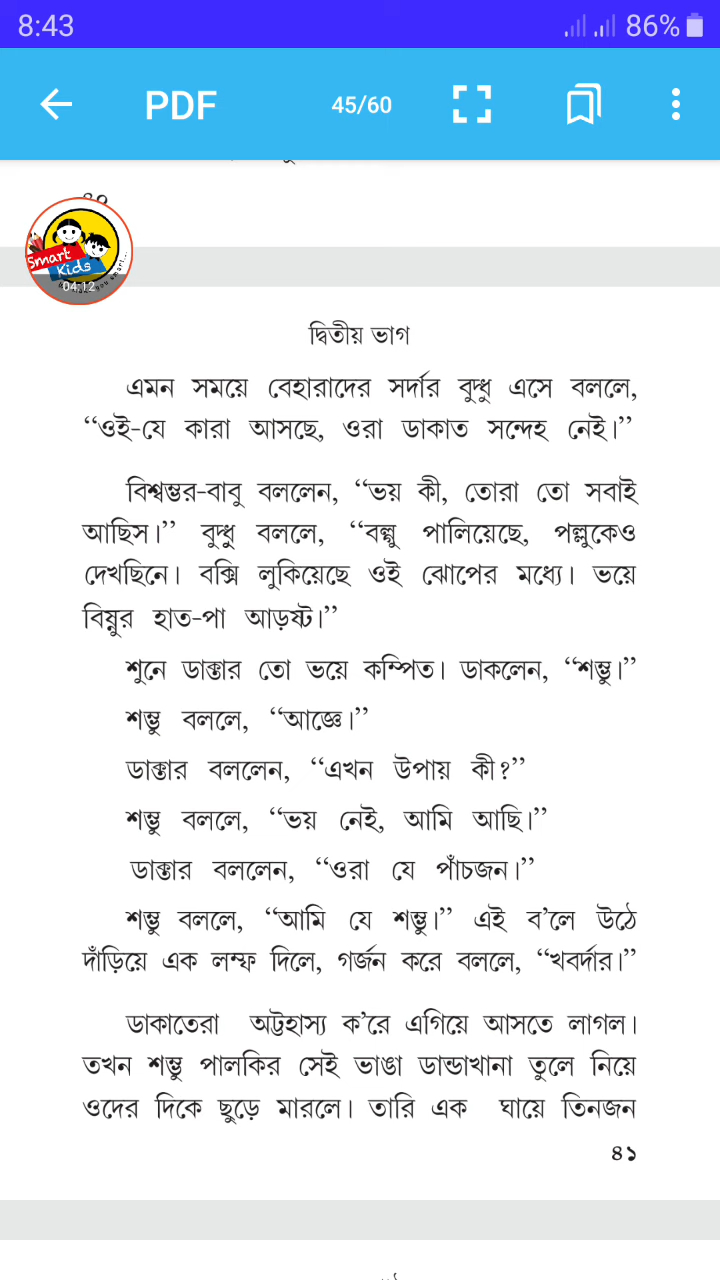 8:43
86%
PDF
45/60
Smart
Kids
04:12
দ্বিতীয় ভাগ
এমন সময়ে বেহারাদের সর্দার বুদ্ধু এসে বললে,
‘‘ওই-যে কারা আসছে, ওরা ডাকাত সন্দেহ নেই।’’
বিশ্বম্ভর-বাবু বললেন, ‘‘ভয় কী, তোরা তো সবাই
আছিস।’’ বুদ্ধু বললে, ‘‘বল্গু পালিয়েছে, পল্লুকেও
দেখছিনে। বক্সি লুকিয়েছে ওই ঝোপের মধ্যে। ভয়ে
বিষ্ণুর হাত-পা আড়ষ্ট।’’
শুনে ডাক্তার তো ভয়ে কম্পিত। ডাকলেন, ‘‘শম্ভু।’’
শম্ভু বললে, ‘‘আজ্ঞে।’’
ডাক্তার বললেন, ‘‘এখন উপায় কী?’’
শম্ভু বললে, ‘‘ভয় নেই, আমি আছি।’’
ডাক্তার বললেন, ‘‘ওরা যে পাঁচজন।’’
শম্ভু বললে, ‘‘আমি যে শম্ভু।’’ এই ব’লে উঠে
দাঁড়িয়ে এক লম্ফ দিলে, গর্জন করে বললে, ‘‘খবর্দার।’’
ডাকাতেরা অট্টহাস্য ক’রে এগিয়ে আসতে লাগল।
তখন শম্ভু পালকির সেই ভাঙা ডান্ডাখানা তুলে নিয়ে
ওদের দিকে ছুড়ে মারলে। তারি এক ঘায়ে তিনজন
৪১